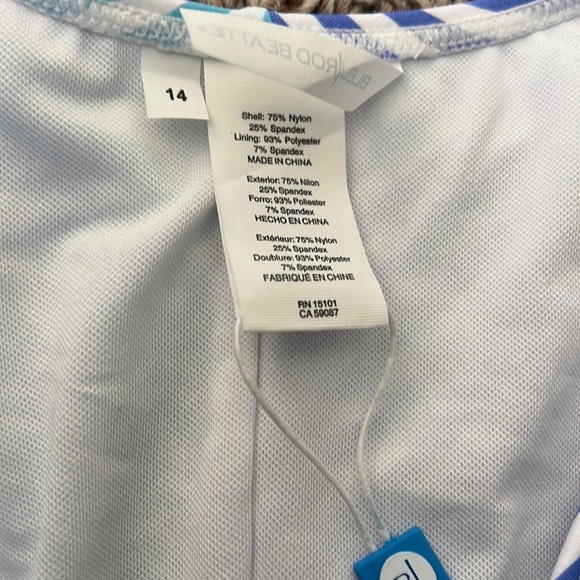 BLEU|ROD BEATTIE®
14
Shell: 75% Nylon
25% Spandex
Lining: 93% Polyester
7% Spandex
MADE IN CHINA
Exterior: 75% Nilon
25% Spandex
Forro: 93% Poliester
7% Spandex
HECHO EN CHINA
Extérieur: 75% Nylon
25% Spandex
Doublure: 93% Polyester
7% Spandex
FABRIQUÉ EN CHINE
RN 15101
CA 59087